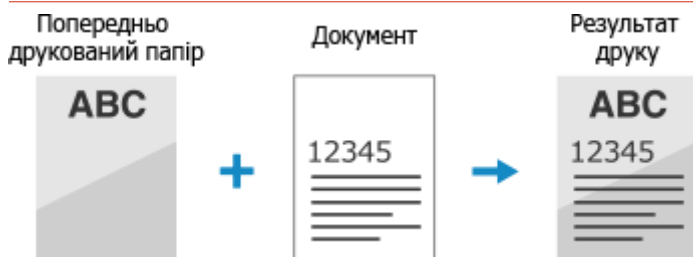 Попередньо
друкований папір
Документ
Результат
друку
ABC
12345
ABC
12345